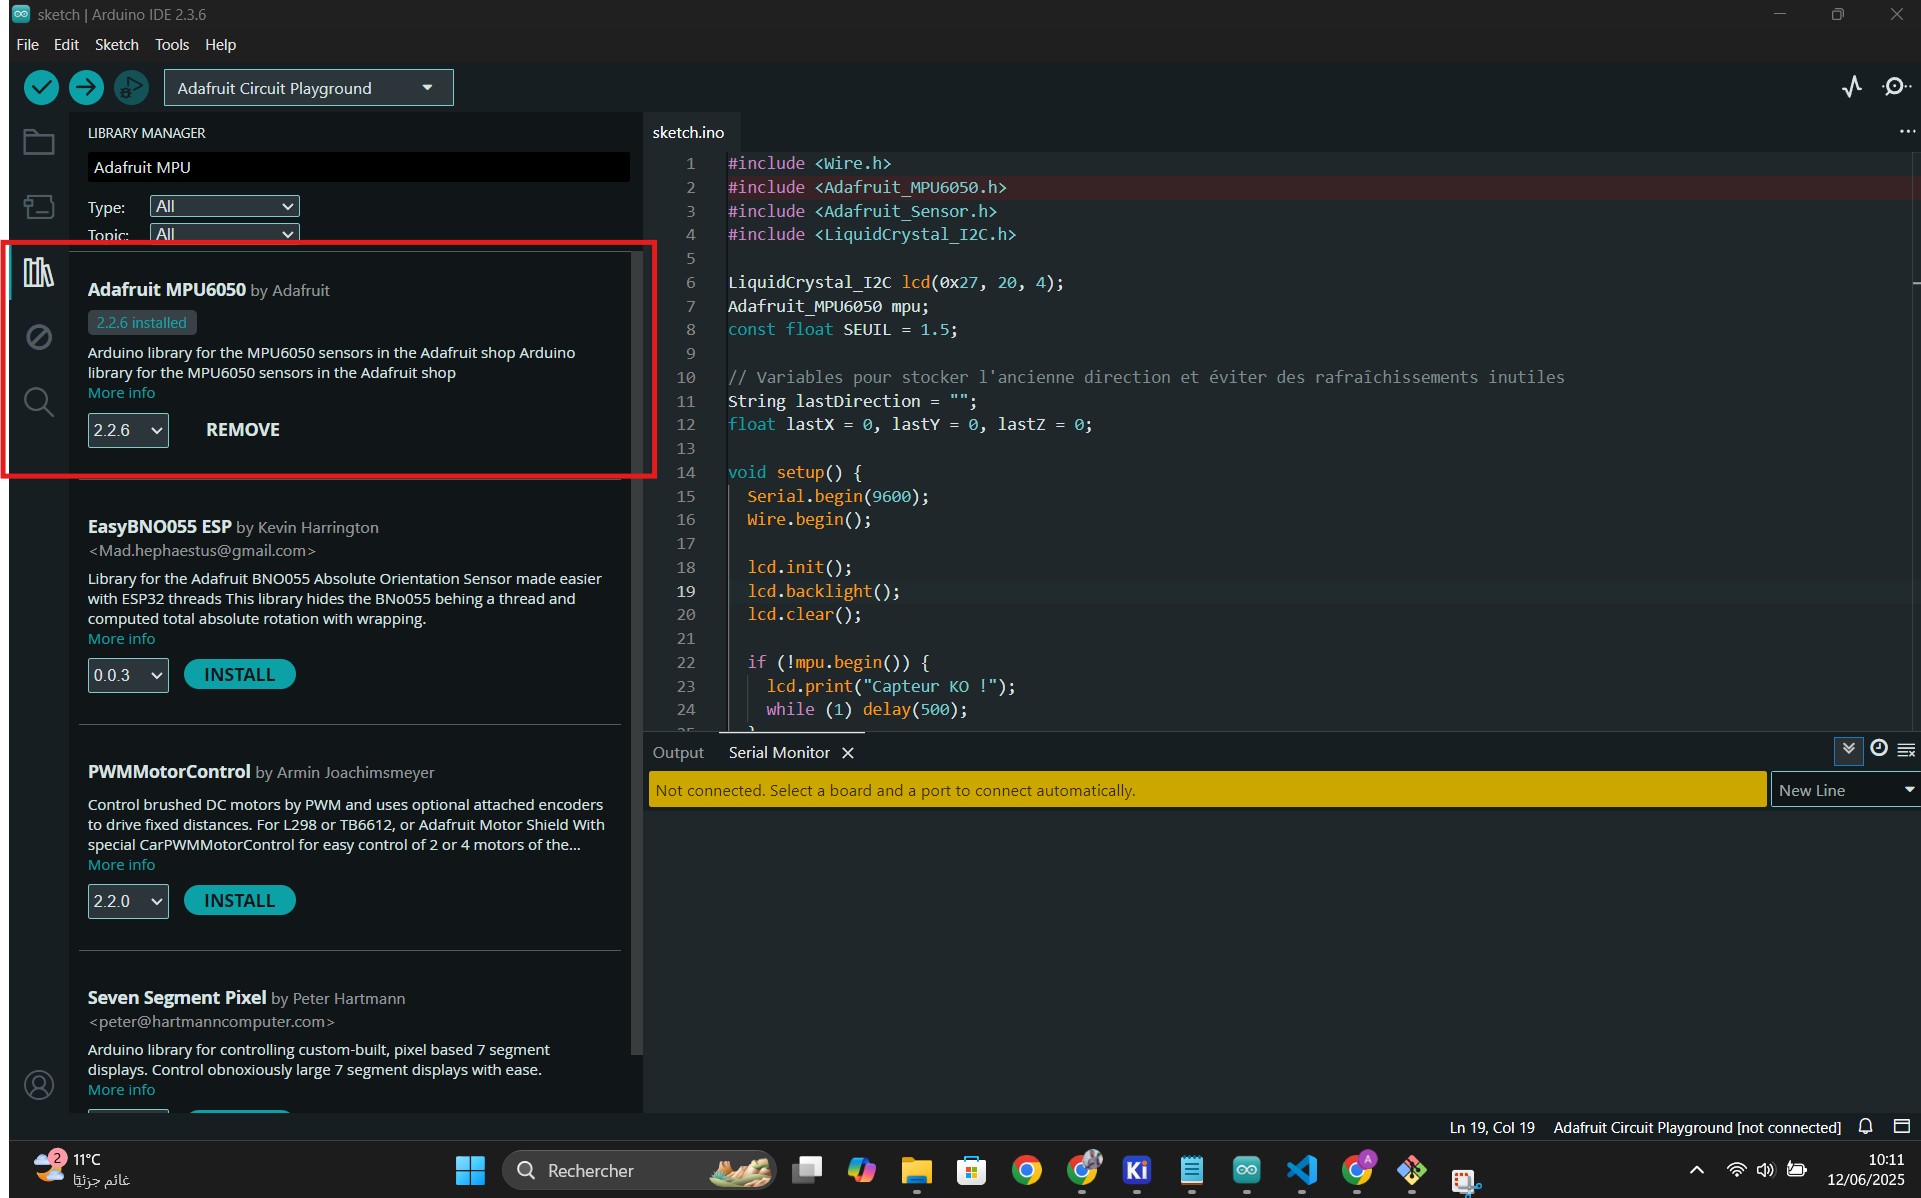 sketch | Arduino IDE 2.3.6
File Edit Sketch Tools Help
Adafruit Circuit Playground
LIBRARY MANAGER
Adafruit MPU
Type: All
Topic: All
Adafruit MPU6050 by Adafruit
2.2.6 installed
Arduino library for the MPU6050 sensors in the Adafruit shop Arduino
library for the MPU6050 sensors in the Adafruit shop
More info
2.2.6 REMOVE
EasyBNO055 ESP by Kevin Harrington
<Mad.hephaestus@gmail.com>
Library for the Adafruit BNO055 Absolute Orientation Sensor made easier
with ESP32 threads This library hides the BNo055 behing a thread and
computed total absolute rotation with wrapping.
More info
0.0.3 INSTALL
PWMMotorControl by Armin Joachimsmeyer
Control brushed DC motors by PWM and uses optional attached encoders
to drive fixed distances. For L298 or TB6612, or Adafruit Motor Shield With
special CarPWMMotorControl for easy control of 2 or 4 motors of the...
More info
2.2.0 INSTALL
Seven Segment Pixel by Peter Hartmann
<peter@hartmanncomputer.com>
Arduino library for controlling custom-built, pixel based 7 segment
displays. Control obnoxiously large 7 segment displays with ease.
More info
sketch.ino
1 #include <Wire.h>
2 #include <Adafruit_MPU6050.h>
3 #include <Adafruit_Sensor.h>
4 #include <LiquidCrystal_I2C.h>
5
6 LiquidCrystal_I2C lcd(0x27, 20, 4);
7 Adafruit_MPU6050 mpu;
8 const float SEUIL = 1.5;
9
10 // Variables pour stocker l'ancienne direction et éviter des rafraîchissements inutiles
11 String lastDirection = "";
12 float lastX = 0, lastY = 0, lastZ = 0;
13
14 void setup() {
15 Serial.begin(9600);
16 Wire.begin();
17
18 lcd.init();
19 lcd.backlight();
20 lcd.clear();
21
22 if (!mpu.begin()) {
23 lcd.print("Capteur KO !");
24 while (1) delay(500);
25 }
Output Serial Monitor
Not connected. Select a board and a port to connect automatically.
New Line
Ln 19, Col 19 Adafruit Circuit Playground [not connected]
2
11°C
غائم جزئيًا
Rechercher
Ki
A
10:11
12/06/2025